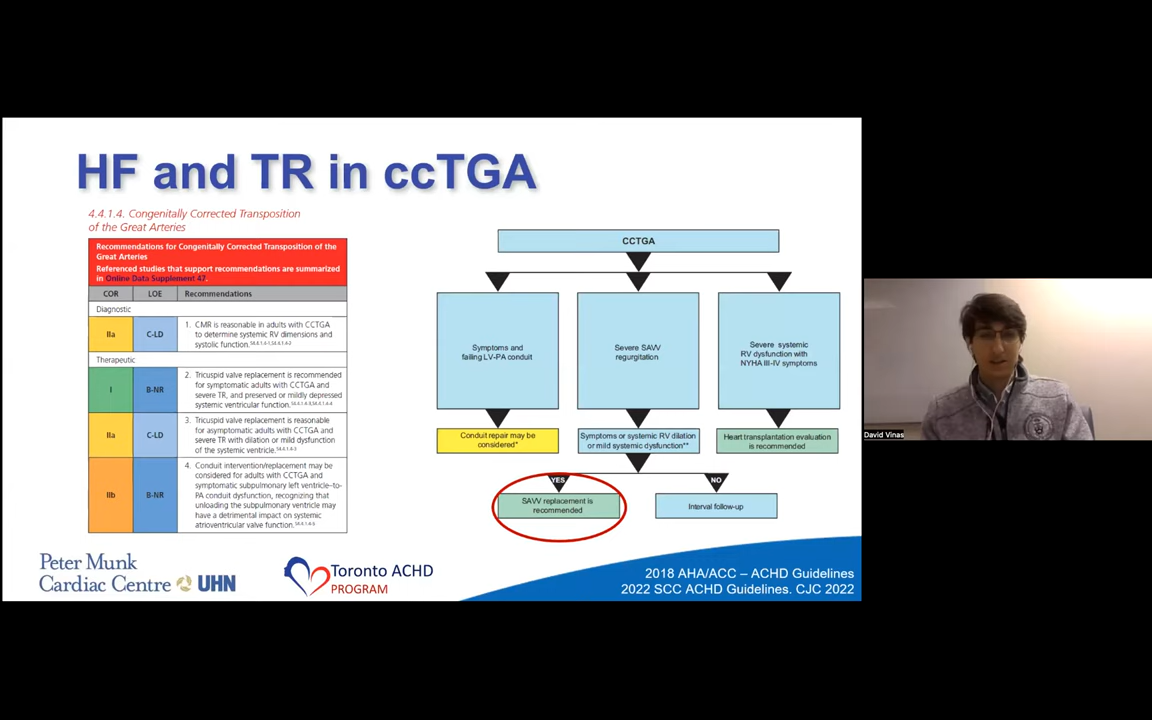 HF and TR in ccTGA
4.4.1.4. Congenitally Corrected Transposition
of the Great Arteries
Recommendations for Congenitally Corrected Transposition of the
Great Arteries
Referenced studies that support recommendations are summarized
in Online Data Supplement 47.
COR LOE Recommendations
Diagnostic
IIa C-LD 1. CMR is reasonable in adults with CCTGA
to determine systemic RV dimensions and
systolic function.
Therapeutic
I B-NR 2. Tricuspid valve replacement is recommended
for symptomatic adults with CCTGA and
severe TR, and preserved or mildly depressed
systemic ventricular function.
IIa C-LD 3. Tricuspid valve replacement is reasonable
for asymptomatic adults with CCTGA and
severe TR with dilation or mild dysfunction
of the systemic ventricle.
IIb B-NR 4. Conduit intervention/replacement may be
considered for adults with CCTGA and
symptomatic subpulmonary left ventricle-to-
PA conduit dysfunction, recognizing that
unloading the subpulmonary ventricle may
have a detrimental impact on systemic
atrioventricular valve function.
CCTGA
Symptoms and
failing LV-PA conduit
Severe SAVV
regurgitation
Severe systemic
RV dysfunction with
NYHA III-IV symptoms
Conduit repair may be
considered*
Symptoms or systemic RV dilation
or mild systemic dysfunction**
Heart transplantation evaluation
is recommended
YES
NO
SAVV replacement is
recommended
Interval follow-up
Peter Munk
Cardiac Centre UHN
Toronto ACHD
PROGRAM
2018 AHA/ACC – ACHD Guidelines
2022 SCC ACHD Guidelines. CJC 2022
David Vinas